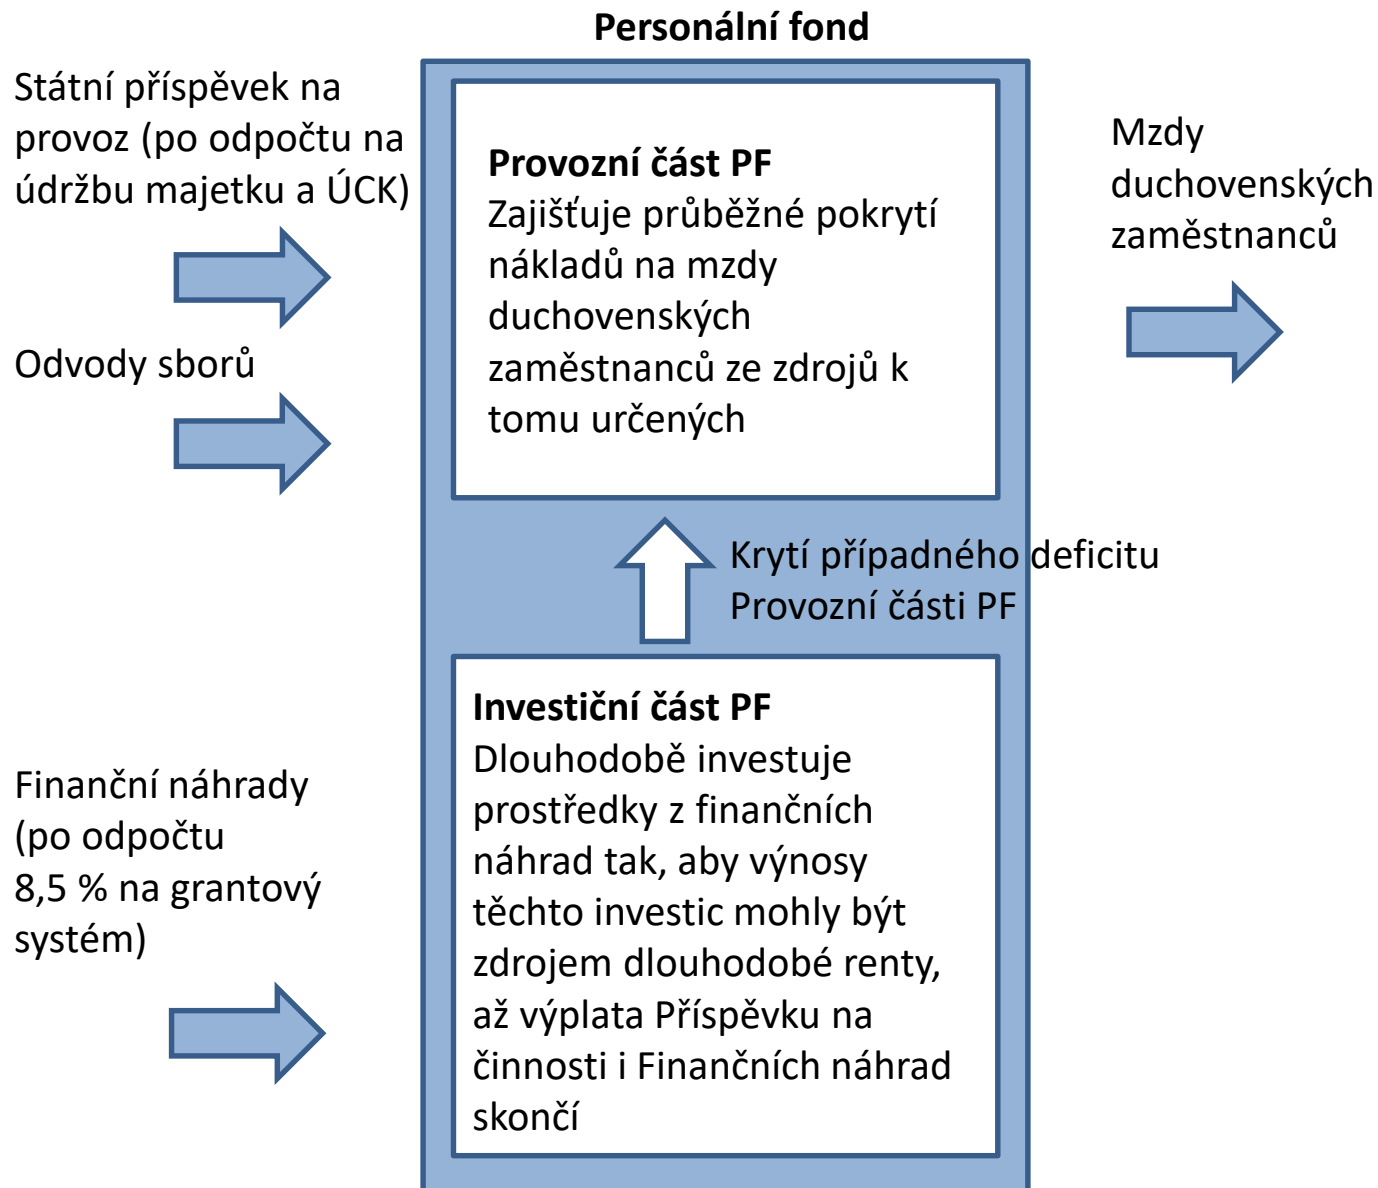 Personální fond
Státní příspěvek na
provoz (po odpočtu na
údržbu majetku a ÚCK)
Odvody sborů
Provozní část PF
Zajišťuje průběžné pokrytí
nákladů na mzdy
duchovenských
zaměstnanců ze zdrojů k
tomu určených
Mzdy
duchovenských
zaměstnanců
Krytí případného deficitu
Provozní části PF
Finanční náhrady
(po odpočtu
8,5 % na grantový
systém)
Investiční část PF
Dlouhodobě investuje
prostředky z finančních
náhrad tak, aby výnosy
těchto investic mohly být
zdrojem dlouhodobé renty,
až výplata Příspěvku na
činnosti i Finančních náhrad
skončí